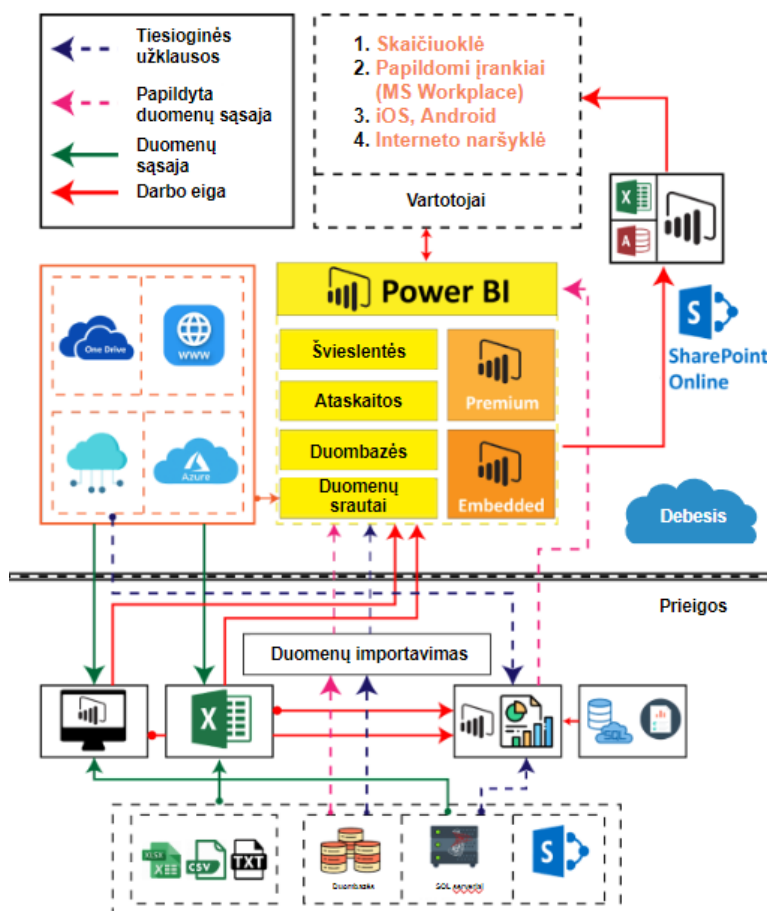 Tiesioginės
užklausos
Papildyta
duomenų sąsaja
Duomenų
sąsaja
Darbo eiga
1. Skaičiuoklė
2. Papildomi įrankiai
(MS Workplace)
3. iOS, Android
4. Interneto naršyklė
Vartotojai
X
A
One Drive
WWW
Azure
Power BI
Švieslentės
Ataskaitos
Duombazės
Duomenų
srautai
Premium
Embedded
S
SharePoint
Online
Debesis
Prieigos
Duomenų importavimas
X
SQL
XLSX
X
CSV
TXT
Duombazės
SQL serveriai
S